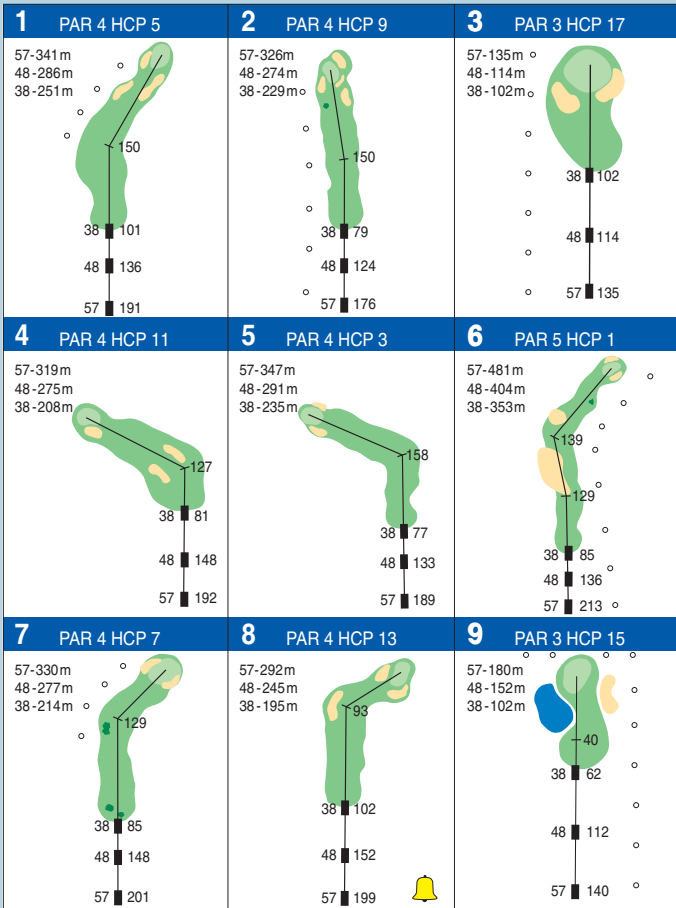 1 PAR 4 HCP 5
57-341m
48-286m
38-251m
150
38 101
48 136
57 191
2 PAR 4 HCP 9
57-326m
48-274m
38-229m
150
38 79
48 124
57 176
3 PAR 3 HCP 17
57-135m
48-114m
38-102m
38 102
48 114
57 135
4 PAR 4 HCP 11
57-319m
48-275m
38-208m
127
38 81
48 148
57 192
5 PAR 4 HCP 3
57-347m
48-291m
38-235m
158
38 77
48 133
57 189
6 PAR 5 HCP 1
57-481m
48-404m
38-353m
139
129
38 85
48 136
57 213
7 PAR 4 HCP 7
57-330m
48-277m
38-214m
129
38 85
48 148
57 201
8 PAR 4 HCP 13
57-292m
48-245m
38-195m
93
38 102
48 152
57 199
9 PAR 3 HCP 15
57-180m
48-152m
38-102m
40
38 62
48 112
57 140